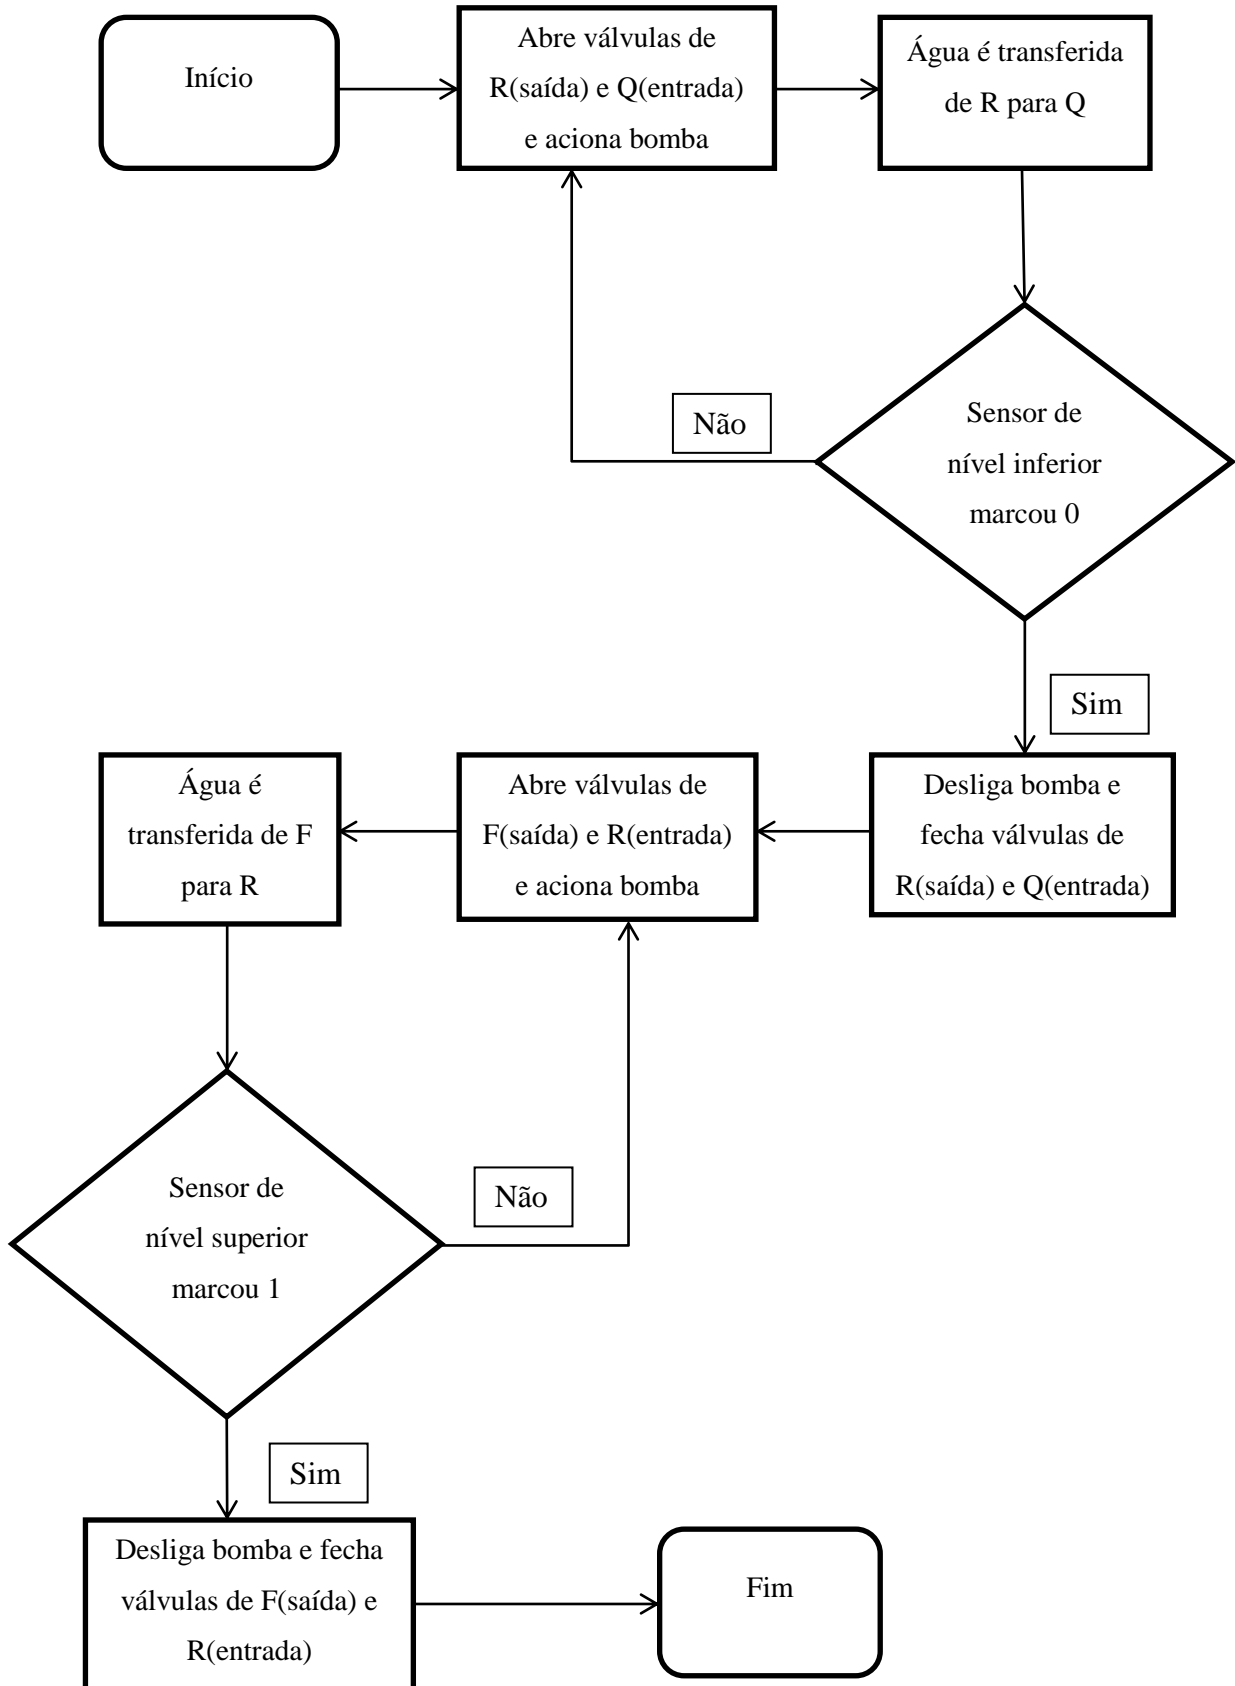 Início
Abre válvulas de
R(saída) e Q(entrada)
e aciona bomba
Água é transferida
de R para Q
Não
Sensor de
nível inferior
marcou 0
Sim
Desliga bomba e
fecha válvulas de
R(saída) e Q(entrada)
Abre válvulas de
F(saída) e R(entrada)
e aciona bomba
Água é
transferida de F
para R
Sensor de
nível superior
marcou 1
Não
Sim
Desliga bomba e fecha
válvulas de F(saída) e
R(entrada)
Fim